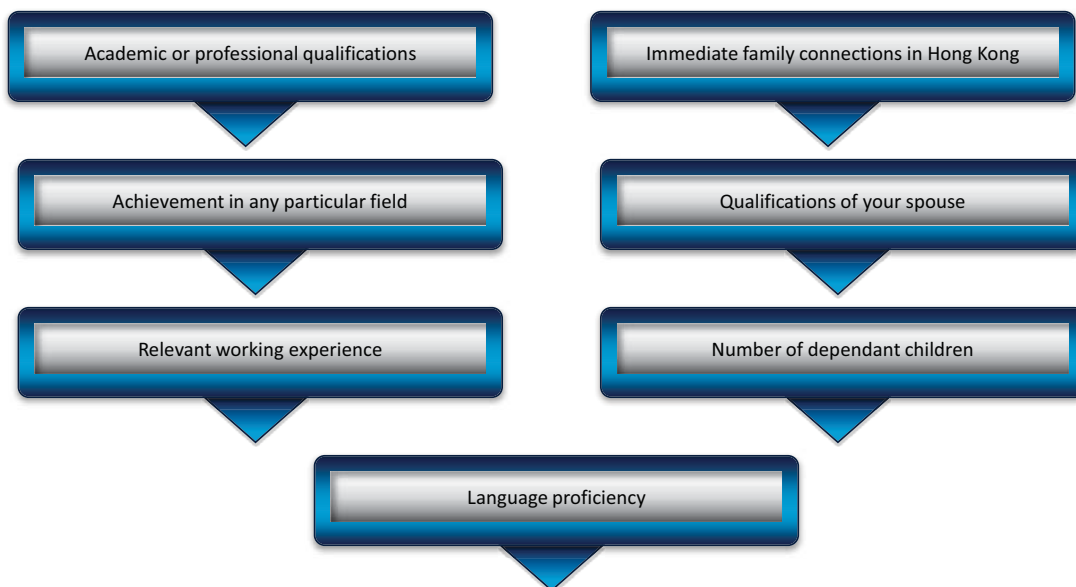 Academic or professional qualifications
Immediate family connections in Hong Kong
Achievement in any particular field
Qualifications of your spouse
Relevant working experience
Number of dependant children
Language proficiency